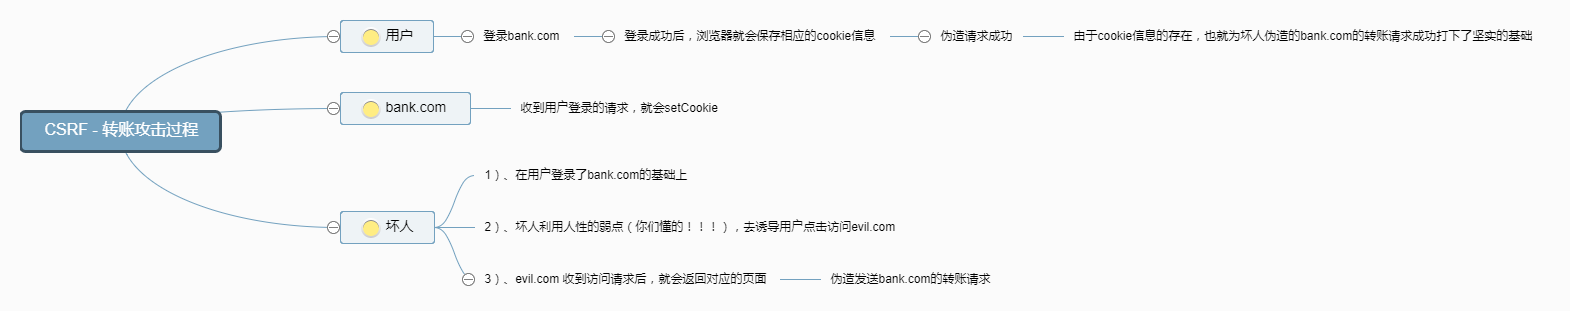 CSRF - 转账攻击过程
用户
登录bank.com
登录成功后，浏览器就会保存相应的cookie信息
伪造请求成功
由于cookie信息的存在，也就为坏人伪造的bank.com的转账请求成功打下了坚实的基础
bank.com
收到用户登录的请求，就会setCookie
坏人
1）、在用户登录了bank.com的基础上
2）、坏人利用人性的弱点（你们懂的！！！），去诱导用户点击访问evil.com
3）、evil.com 收到访问请求后，就会返回对应的页面
伪造发送bank.com的转账请求